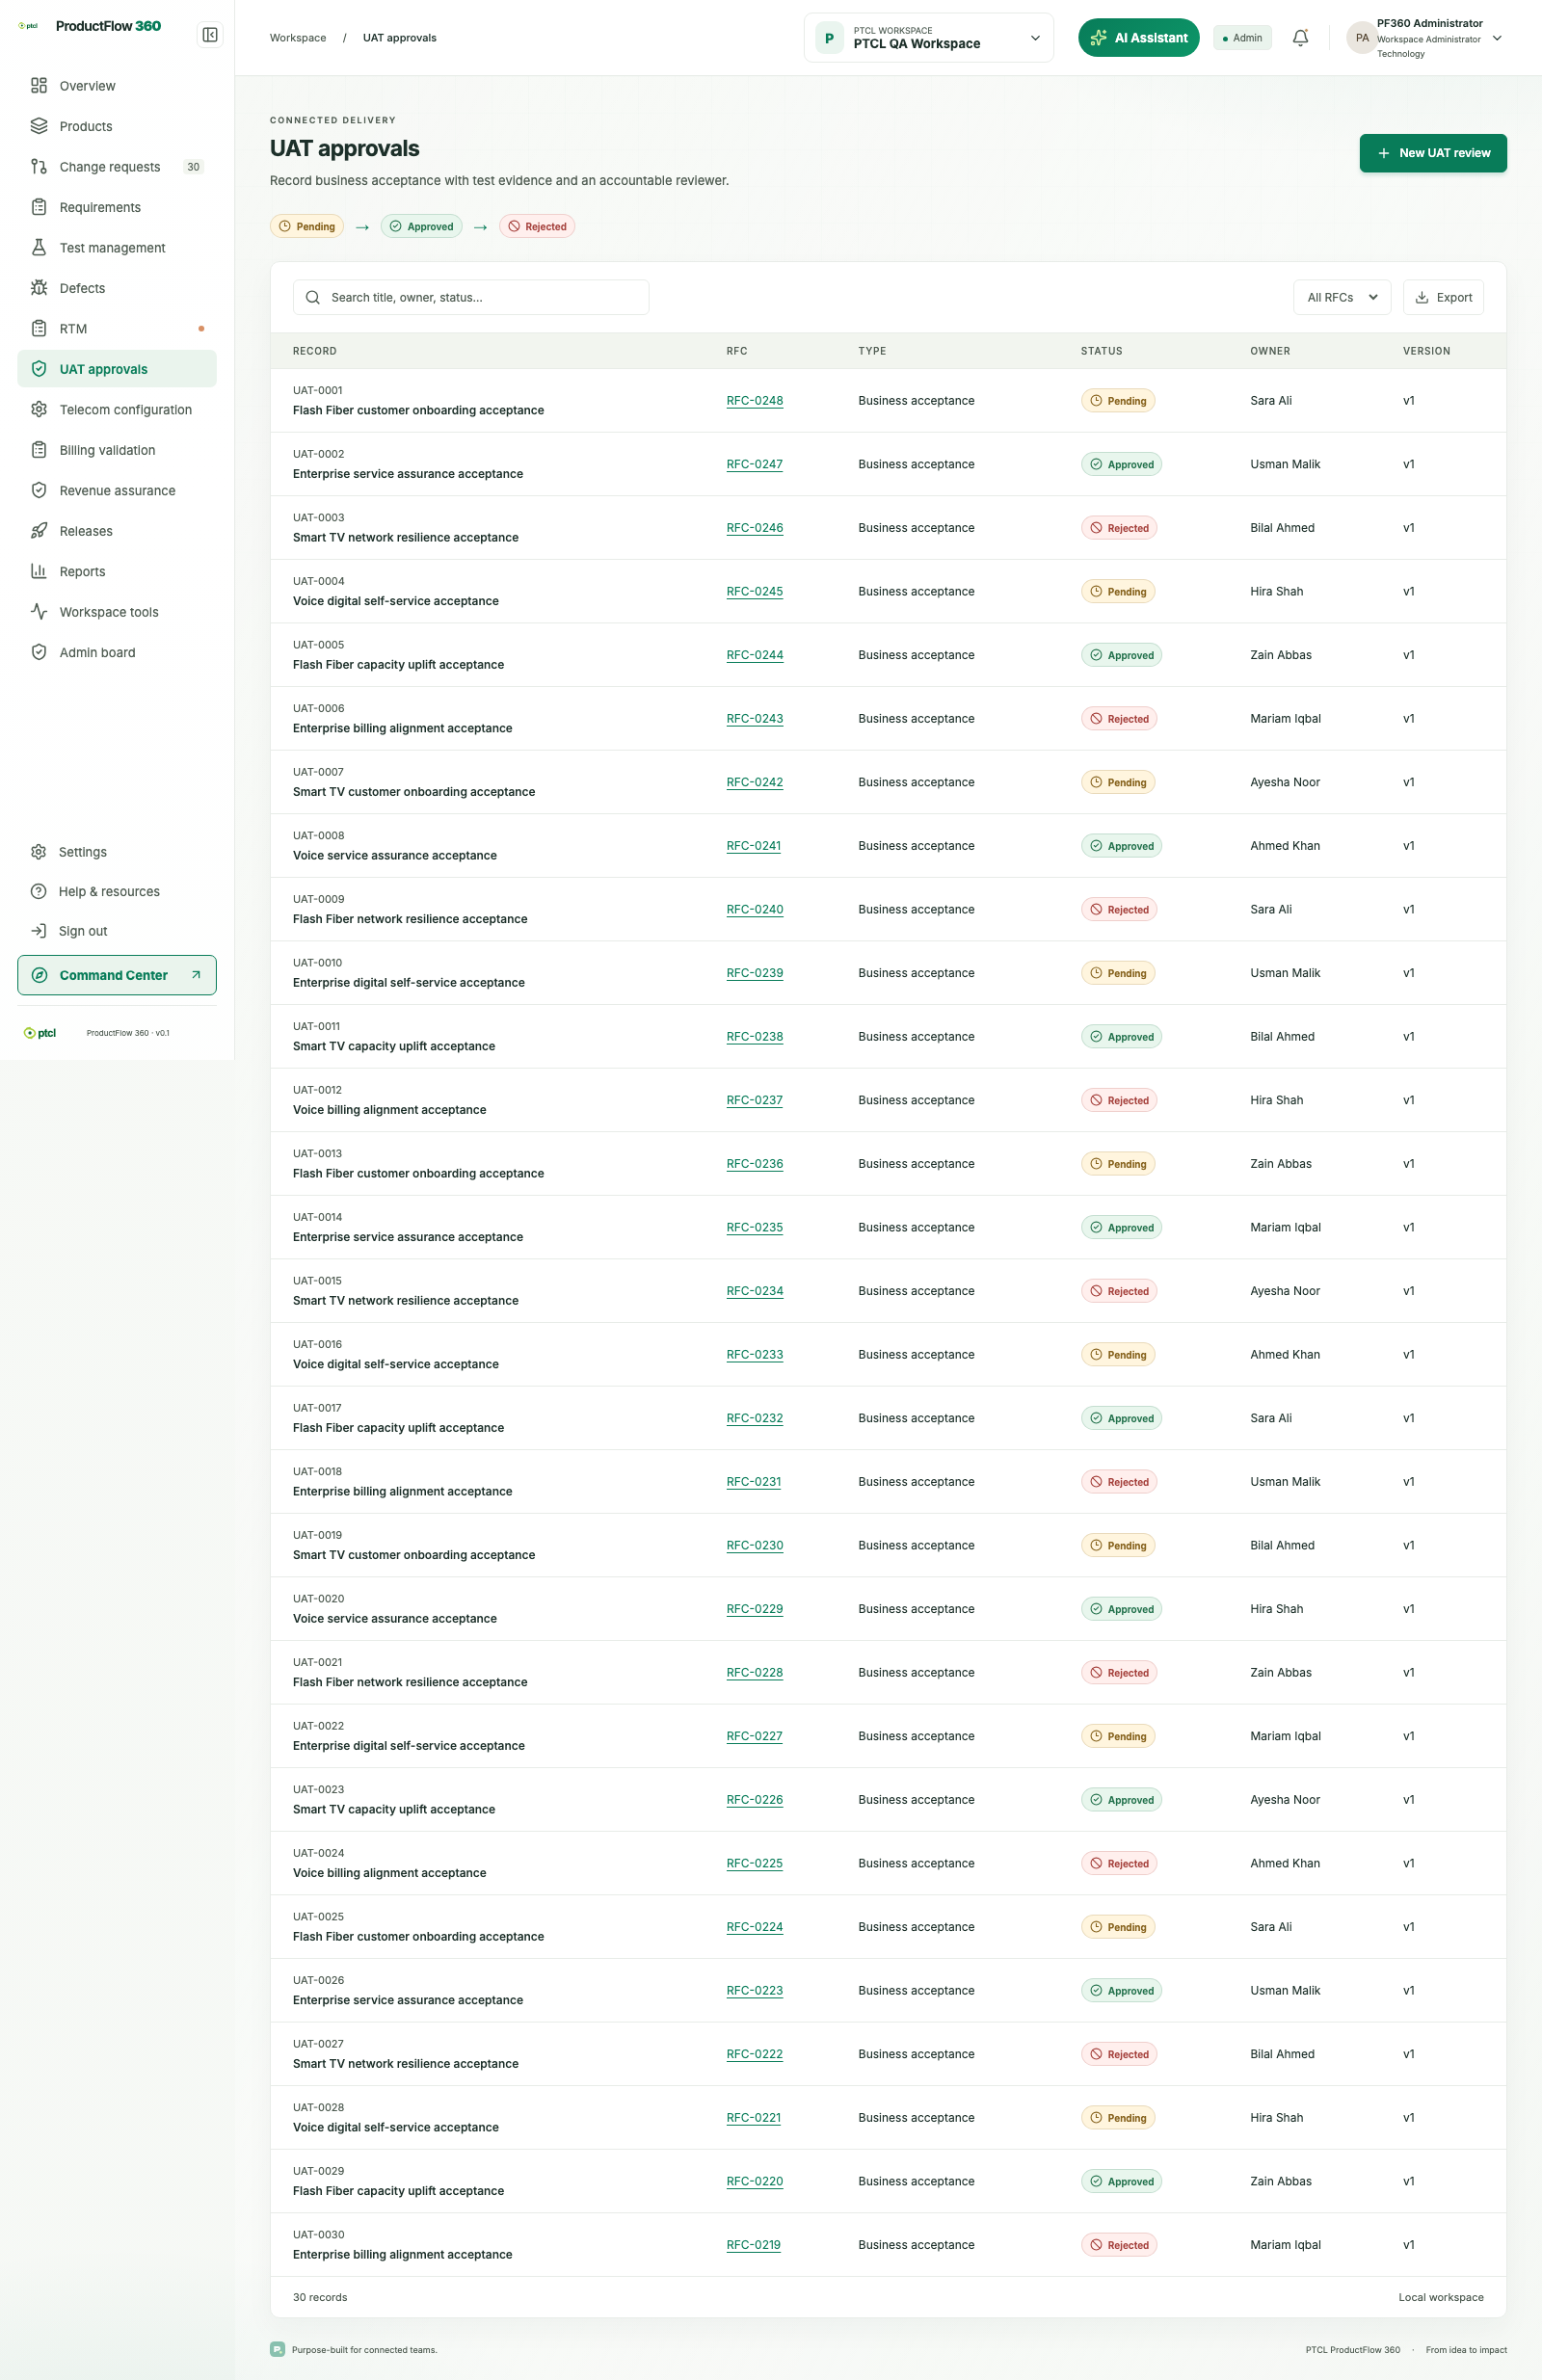 ptcl ProductFlow 360
Overview
Products
Change requests 30
Requirements
Test management
Defects
RTM
UAT approvals
Telecom configuration
Billing validation
Revenue assurance
Releases
Reports
Workspace tools
Admin board
Settings
Help & resources
Sign out
Command Center
ptcl ProductFlow 360 · v0.1
Workspace / UAT approvals
P
PTCL WORKSPACE
PTCL QA Workspace
AI Assistant
Admin
PA
PF360 Administrator
Workspace Administrator
Technology
CONNECTED DELIVERY
UAT approvals
Record business acceptance with test evidence and an accountable reviewer.
New UAT review
Pending → Approved → Rejected
Search title, owner, status...
All RFCs
Export
RECORD RFC TYPE STATUS OWNER VERSION
UAT-0001
Flash Fiber customer onboarding acceptance RFC-0248 Business acceptance Pending Sara Ali v1
UAT-0002
Enterprise service assurance acceptance RFC-0247 Business acceptance Approved Usman Malik v1
UAT-0003
Smart TV network resilience acceptance RFC-0246 Business acceptance Rejected Bilal Ahmed v1
UAT-0004
Voice digital self-service acceptance RFC-0245 Business acceptance Pending Hira Shah v1
UAT-0005
Flash Fiber capacity uplift acceptance RFC-0244 Business acceptance Approved Zain Abbas v1
UAT-0006
Enterprise billing alignment acceptance RFC-0243 Business acceptance Rejected Mariam Iqbal v1
UAT-0007
Smart TV customer onboarding acceptance RFC-0242 Business acceptance Pending Ayesha Noor v1
UAT-0008
Voice service assurance acceptance RFC-0241 Business acceptance Approved Ahmed Khan v1
UAT-0009
Flash Fiber network resilience acceptance RFC-0240 Business acceptance Rejected Sara Ali v1
UAT-0010
Enterprise digital self-service acceptance RFC-0239 Business acceptance Pending Usman Malik v1
UAT-0011
Smart TV capacity uplift acceptance RFC-0238 Business acceptance Approved Bilal Ahmed v1
UAT-0012
Voice billing alignment acceptance RFC-0237 Business acceptance Rejected Hira Shah v1
UAT-0013
Flash Fiber customer onboarding acceptance RFC-0236 Business acceptance Pending Zain Abbas v1
UAT-0014
Enterprise service assurance acceptance RFC-0235 Business acceptance Approved Mariam Iqbal v1
UAT-0015
Smart TV network resilience acceptance RFC-0234 Business acceptance Rejected Ayesha Noor v1
UAT-0016
Voice digital self-service acceptance RFC-0233 Business acceptance Pending Ahmed Khan v1
UAT-0017
Flash Fiber capacity uplift acceptance RFC-0232 Business acceptance Approved Sara Ali v1
UAT-0018
Enterprise billing alignment acceptance RFC-0231 Business acceptance Rejected Usman Malik v1
UAT-0019
Smart TV customer onboarding acceptance RFC-0230 Business acceptance Pending Bilal Ahmed v1
UAT-0020
Voice service assurance acceptance RFC-0229 Business acceptance Approved Hira Shah v1
UAT-0021
Flash Fiber network resilience acceptance RFC-0228 Business acceptance Rejected Zain Abbas v1
UAT-0022
Enterprise digital self-service acceptance RFC-0227 Business acceptance Pending Mariam Iqbal v1
UAT-0023
Smart TV capacity uplift acceptance RFC-0226 Business acceptance Approved Ayesha Noor v1
UAT-0024
Voice billing alignment acceptance RFC-0225 Business acceptance Rejected Ahmed Khan v1
UAT-0025
Flash Fiber customer onboarding acceptance RFC-0224 Business acceptance Pending Sara Ali v1
UAT-0026
Enterprise service assurance acceptance RFC-0223 Business acceptance Approved Usman Malik v1
UAT-0027
Smart TV network resilience acceptance RFC-0222 Business acceptance Rejected Bilal Ahmed v1
UAT-0028
Voice digital self-service acceptance RFC-0221 Business acceptance Pending Hira Shah v1
UAT-0029
Flash Fiber capacity uplift acceptance RFC-0220 Business acceptance Approved Zain Abbas v1
UAT-0030
Enterprise billing alignment acceptance RFC-0219 Business acceptance Rejected Mariam Iqbal v1
30 records Local workspace
P. Purpose-built for connected teams. PTCL ProductFlow 360 · From idea to impact